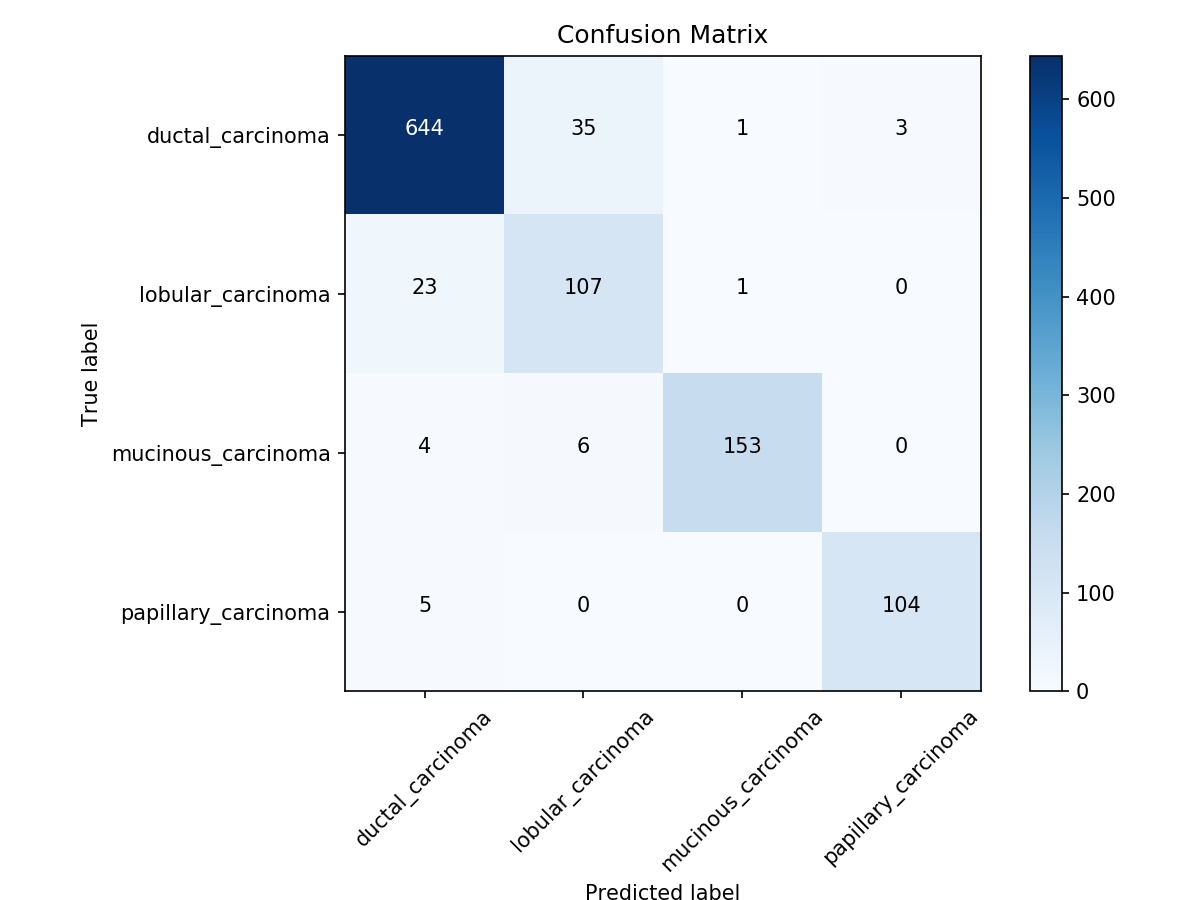 Confusion Matrix
ductal_carcinoma 644 35 1 3
lobular_carcinoma 23 107 1 0
mucinous_carcinoma 4 6 153 0
papillary_carcinoma 5 0 0 104
True label
ductal_carcinoma lobular_carcinoma mucinous_carcinoma papillary_carcinoma
Predicted label
600
500
400
300
200
100
0